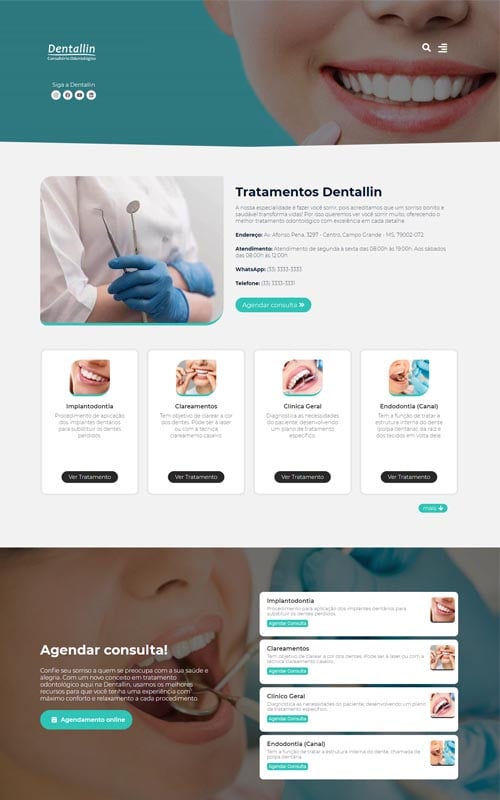 Dentallin
Consultório Odontológico
Siga a Dentallin
Tratamentos Dentallin
A nossa especialidade é fazer você sorrir, pois acreditamos que um sorriso bonito e
saudável transforma vidas! Por isso queremos ver você sorrir muito, oferecendo o
melhor tratamento odontológico com excelência em cada detalhe.
Endereço: Av. Afonso Pena, 3297 - Centro, Campo Grande - MS, 79002-072
Atendimento: Atendimento de segunda à sexta das 08:00h às 19:00h. Aos sábados
das 08:00h às 12:00h
WhatsApp: (33) 3333-3333
Telefone: (33) 3333-3331
Agendar consulta
Implantodontia
Procedimento de aplicação
dos implantes dentários
para substituir os dentes
perdidos.
Ver Tratamento
Clareamentos
Tem objetivo de clarear a cor
dos dentes. Pode ser à laser
ou com a técnica
clareamento caseiro.
Ver Tratamento
Clínica Geral
Diagnostica as necessidades
do paciente, desenvolvendo
um plano de tratamento
específico.
Ver Tratamento
Endodontia (Canal)
Tem a função de tratar a
estrutura interna do dente
(polpa dentária), da raiz e
dos tecidos em volta dele.
Ver Tratamento
mais
Agendar consulta!
Confie seu sorriso a quem se preocupa com a sua saúde e
alegria. Com um novo conceito em tratamento
odontológico aqui na Dentallin, usamos os melhores
recursos para que você tenha uma experiência com
máximo conforto e relaxamento a cada procedimento.
Agendamento online
Implantodontia
Procedimento para aplicação dos implantes dentários para
substituir os dentes perdidos.
Agendar Consulta
Clareamentos
Tem objetivo de clarear a cor dos dentes. Pode ser à laser ou com a
técnica clareamento caseiro.
Agendar Consulta
Clínico Geral
Diagnostica as necessidades do paciente, desenvolvendo um plano
de tratamento específico.
Agendar Consulta
Endodontia (Canal)
Tem a função de tratar a estrutura interna do dente, chamada de
polpa dentária.
Agendar Consulta